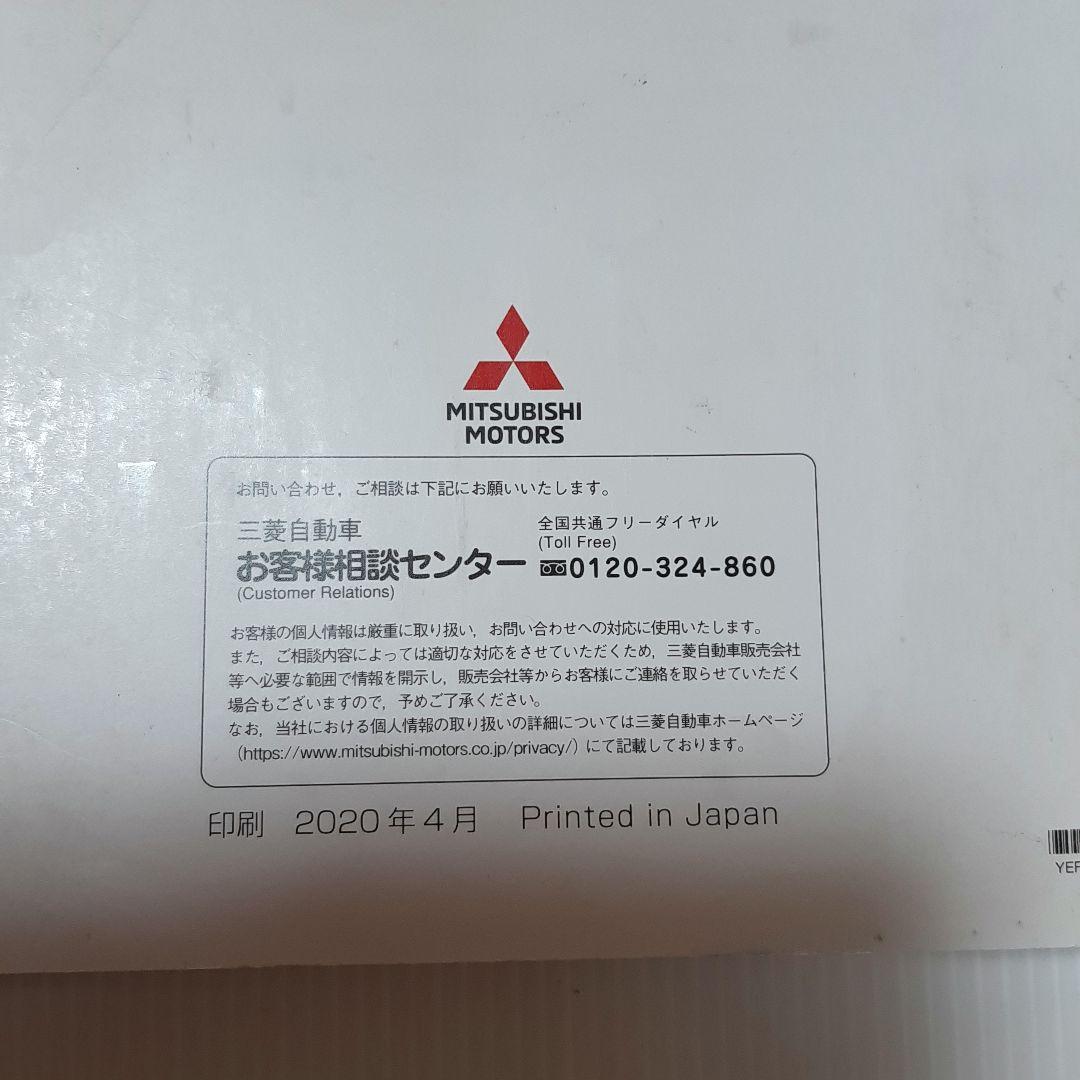 MITSUBISHI
MOTORS
お問い合わせ，ご相談は下記にお願いいたします。
三菱自動車
お客様相談センター
(Customer Relations)
全国共通フリーダイヤル
(Toll Free)
0120-324-860
お客様の個人情報は厳重に取り扱い，お問い合わせへの対応に使用いたします。
また，ご相談内容によっては適切な対応をさせていただくため，三菱自動車販売会社
等へ必要な範囲で情報を開示し，販売会社等からお客様にご連絡を取らせていただく
場合もございますので，予めご了承ください。
なお，当社における個人情報の取り扱いの詳細については三菱自動車ホームページ
（https://www.mitsubishi-motors.co.jp/privacy/）にて記載しております。
印刷 2020年4月 Printed in Japan